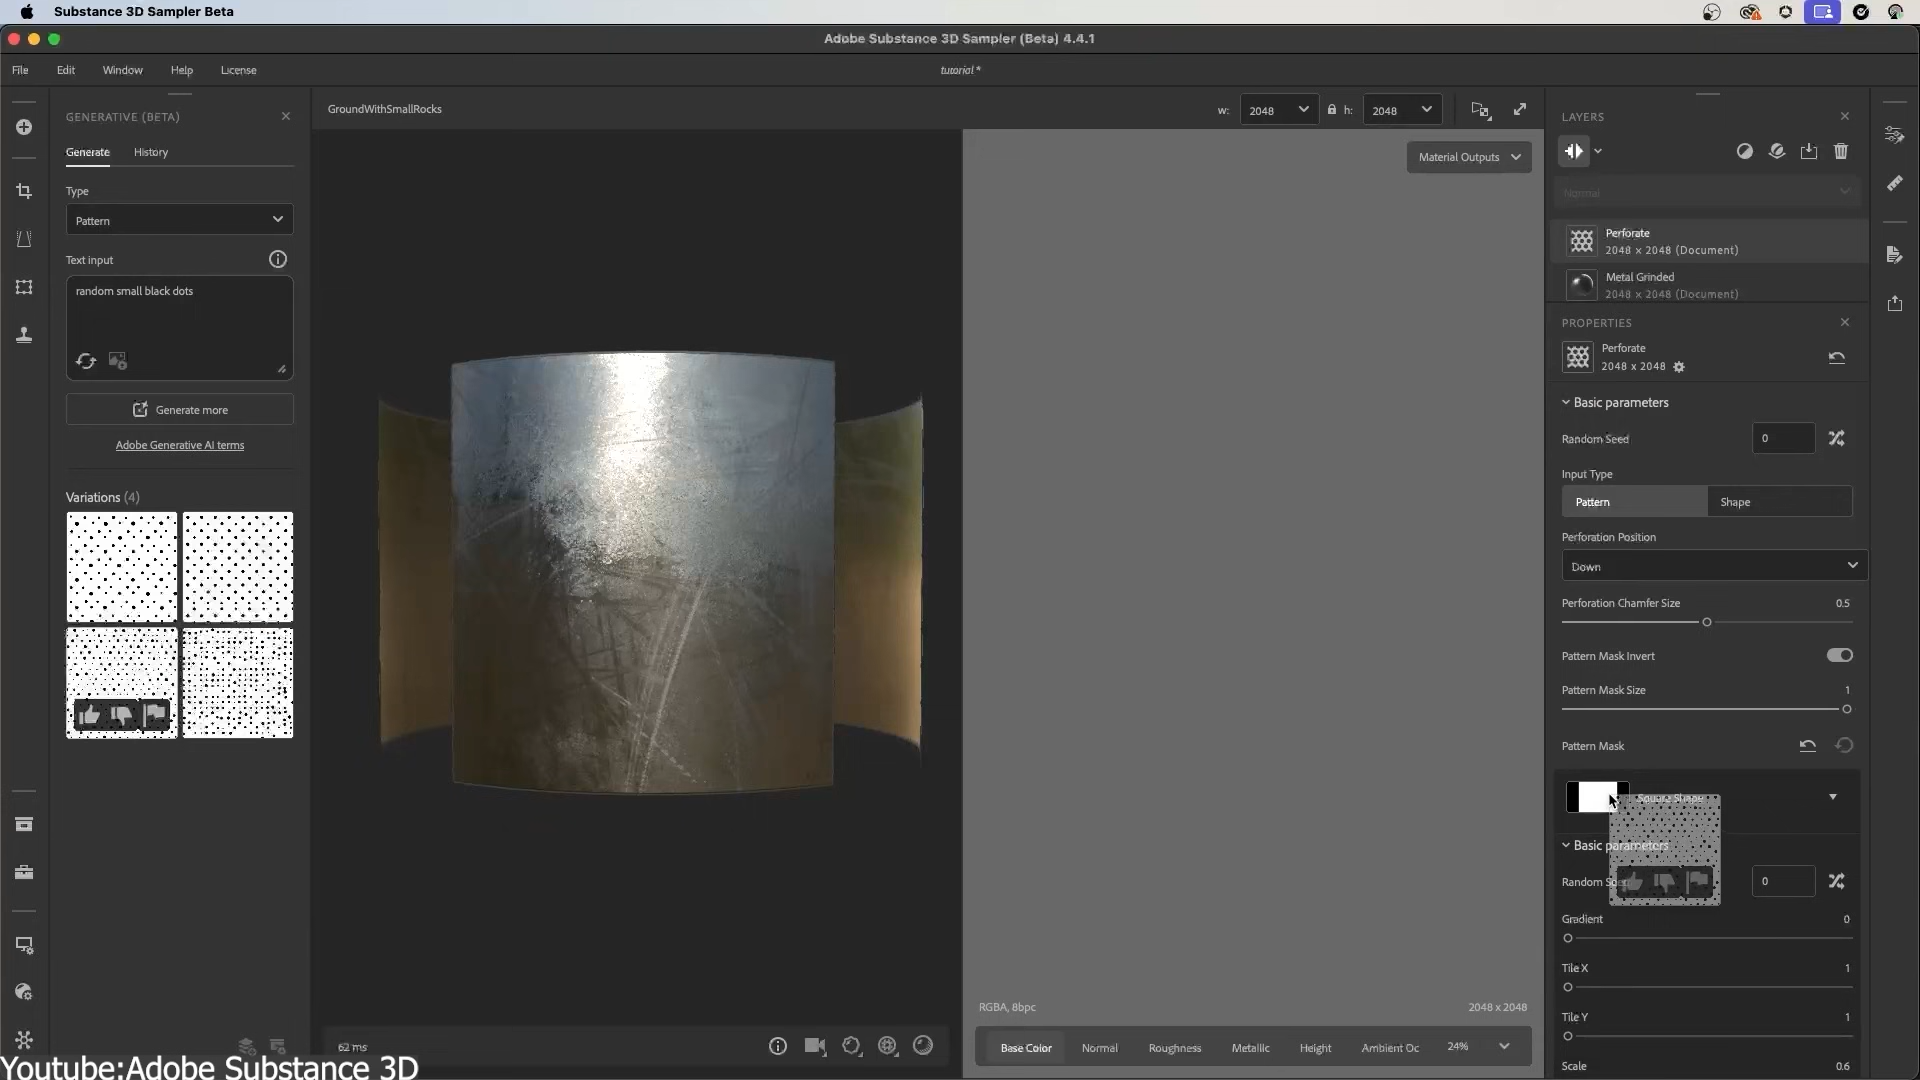 Substance 3D Sampler Beta
Adobe Substance 3D Sampler (Beta) 4.4.1
File Edit Window Help License
tutorial *
GENERATIVE (BETA)
Generate History
Type
Pattern
Text input
random small black dots
Generate more
Adobe Generative AI terms
Variations (4)
GroundWithSmallRocks
w: 2048 h: 2048
Material Outputs
62 ms
RGBA, 8bpc
2048 x 2048
Base Color Normal Roughness Metallic Height Ambient Oc 24%
LAYERS
Normal
Perforate
2048 x 2048 (Document)
Metal Grinded
2048 x 2048 (Document)
PROPERTIES
Perforate
2048 x 2048
Basic parameters
Random Seed 0
Input Type
Pattern Shape
Perforation Position
Down
Perforation Chamfer Size 0.5
Pattern Mask Invert
Pattern Mask Size 1
Pattern Mask
Square Shape
Basic parameters
Random 0
Gradient 0
Tile X 1
Tile Y 1
Scale 0.6
Youtube:Adobe Substance 3D